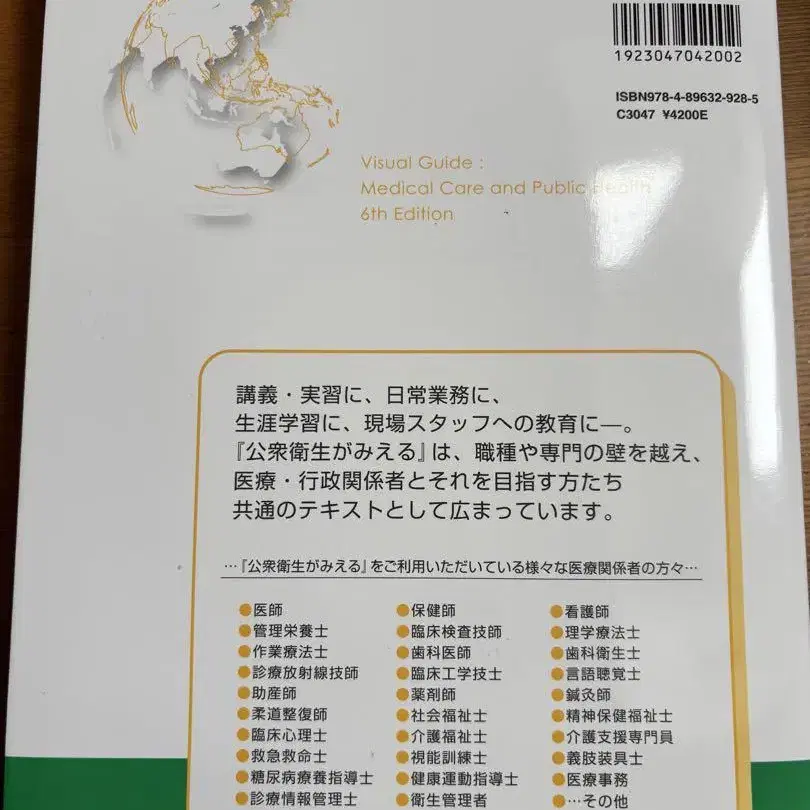 1923047042002
ISBN978-4-89632-928-5
C3047 ¥4200E
Visual Guide :
Medical Care and Public Health
6th Edition
講義・実習に、日常業務に、
生涯学習に、現場スタッフへの教育に―。
『公衆衛生がみえる』は、職種や専門の壁を越え、
医療・行政関係者とそれを目指す方たち
共通のテキストとして広まっています。
…『公衆衛生がみえる』をご利用いただいている様々な医療関係者の方々…
●医師 ●保健師 ●看護師
●管理栄養士 ●臨床検査技師 ●理学療法士
●作業療法士 ●歯科医師 ●歯科衛生士
●診療放射線技師 ●臨床工学技士 ●言語聴覚士
●助産師 ●薬剤師 ●鍼灸師
●柔道整復師 ●社会福祉士 ●精神保健福祉士
●臨床心理士 ●介護福祉士 ●介護支援専門員
●救急救命士 ●視能訓練士 ●義肢装具士
●糖尿病療養指導士 ●健康運動指導士 ●医療事務
●診療情報管理士 ●衛生管理者 ●…その他